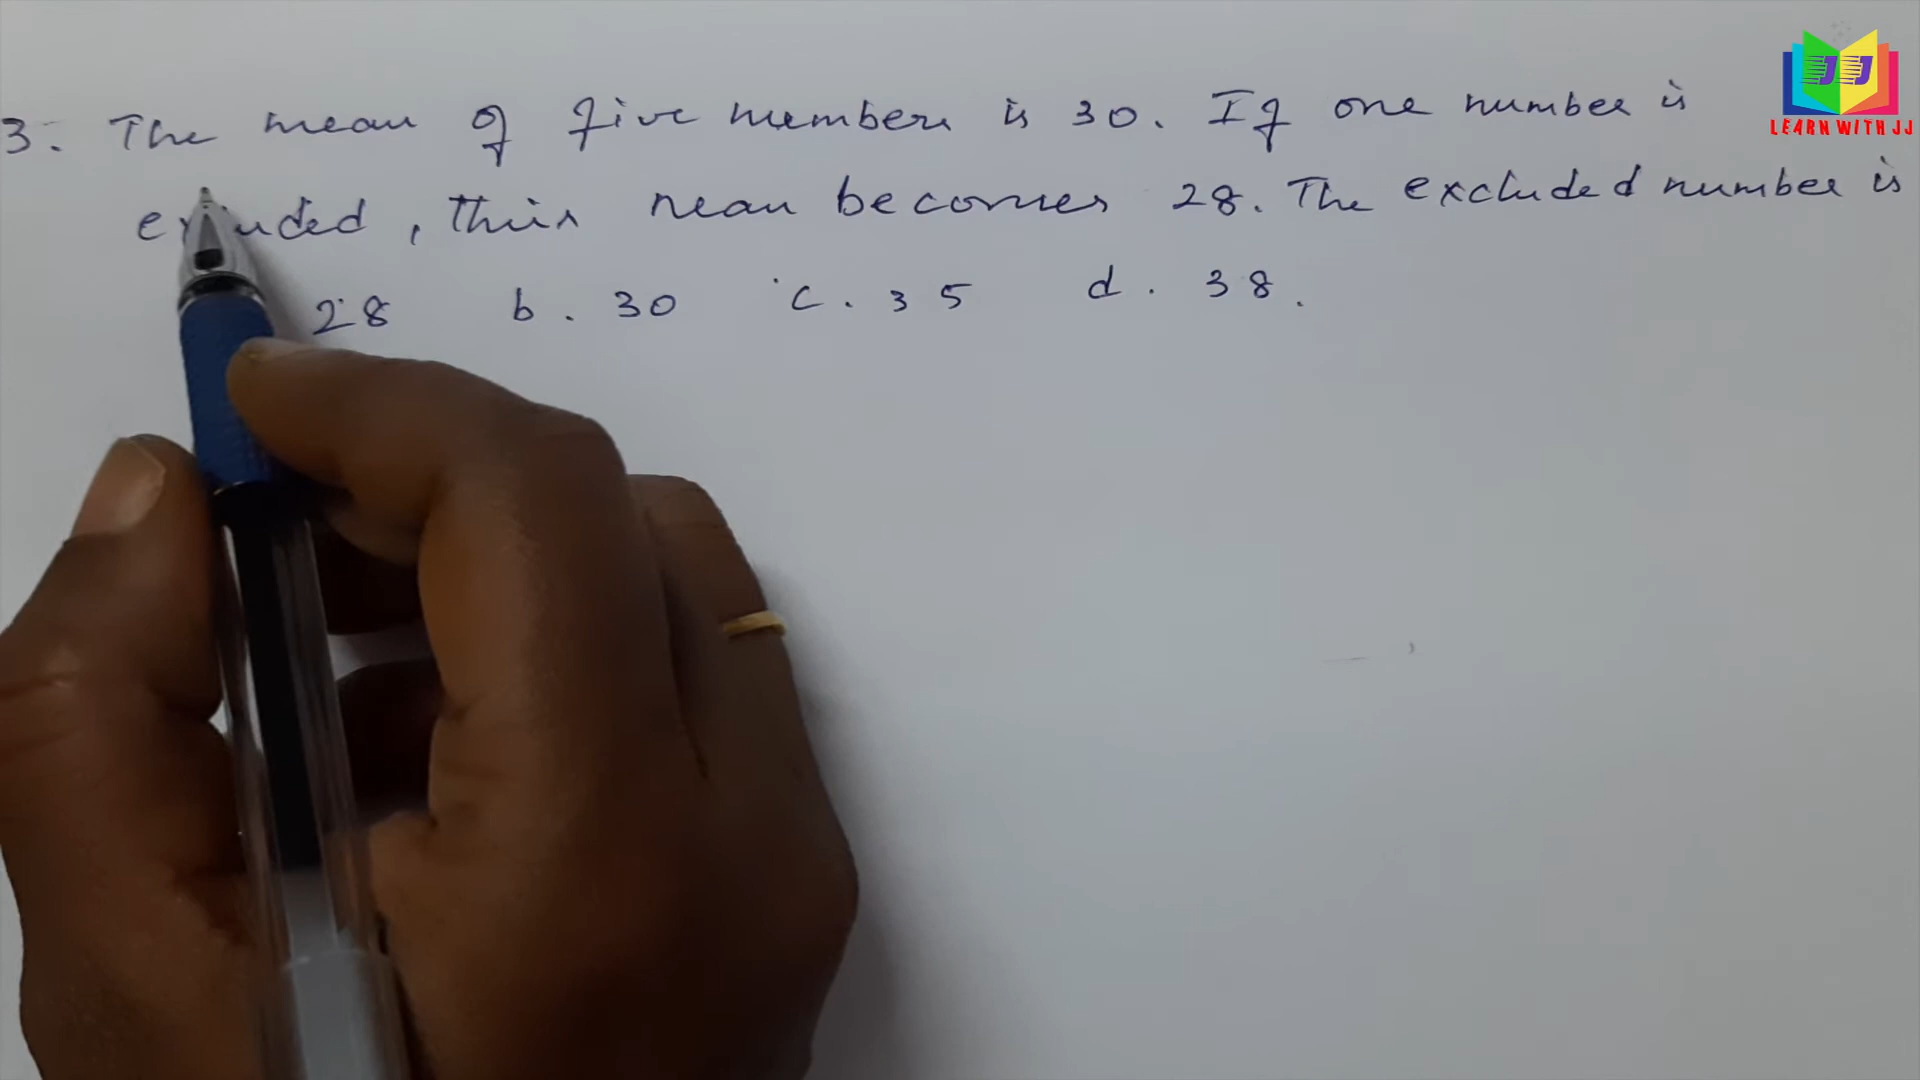 3. The mean of five numbers is 30. If one number is
excluded, their mean becomes 28. The excluded number is
28 b. 30 c. 35 d. 38.
JJ
LEARN WITH JJ